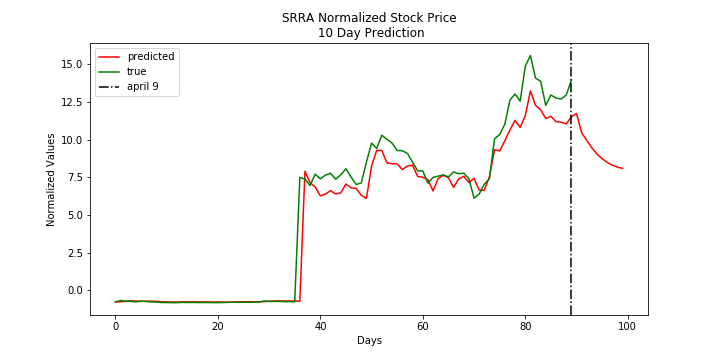 SRRA Normalized Stock Price
10 Day Prediction
predicted
true
april 9
15.0
12.5
10.0
7.5
5.0
2.5
0.0
Normalized Values
0
20
40
60
80
100
Days